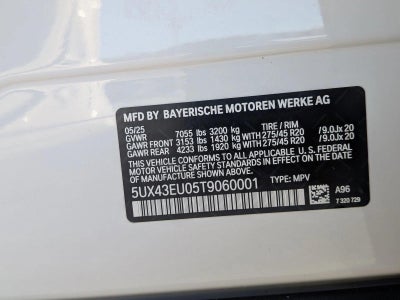 MFD BY BAYERISCHE MOTOREN WERKE AG
05/25 7055 lbs 3200 kg TIRE / RIM
GVWR
GAWR FRONT 3153 lbs 1430 kg WITH 275/45 R20 /9.0Jx 20
GAWR REAR 4233 lbs 1920 kg WITH 275/45 R20 /9.0Jx 20
THIS VEHICLE CONFORMS TO ALL APPLICABLE U.S. FEDERAL
MOTOR VEHICLE SAFETY STANDARDS
IN EFFECT ON THE DATE OF MANUFACTURE SHOWN ABOVE.
5UX43EU05T9060001 TYPE: MPV
A96
7 320 729